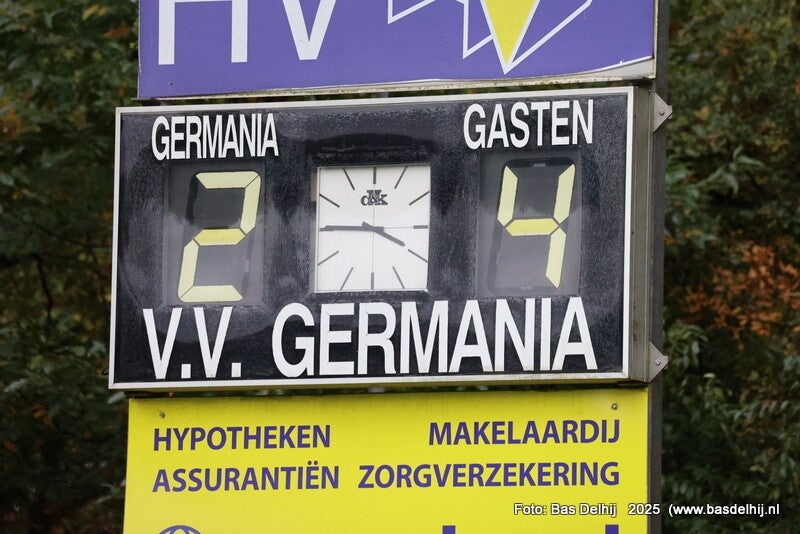 HV
GERMANIA GASTEN
2 4
V.V. GERMANIA
HYPOTHEKEN MAKELAARDIJ
ASSURANTIËN ZORGVERZEKERING
Foto: Bas Delhij 2025 (www.basdelhij.nl